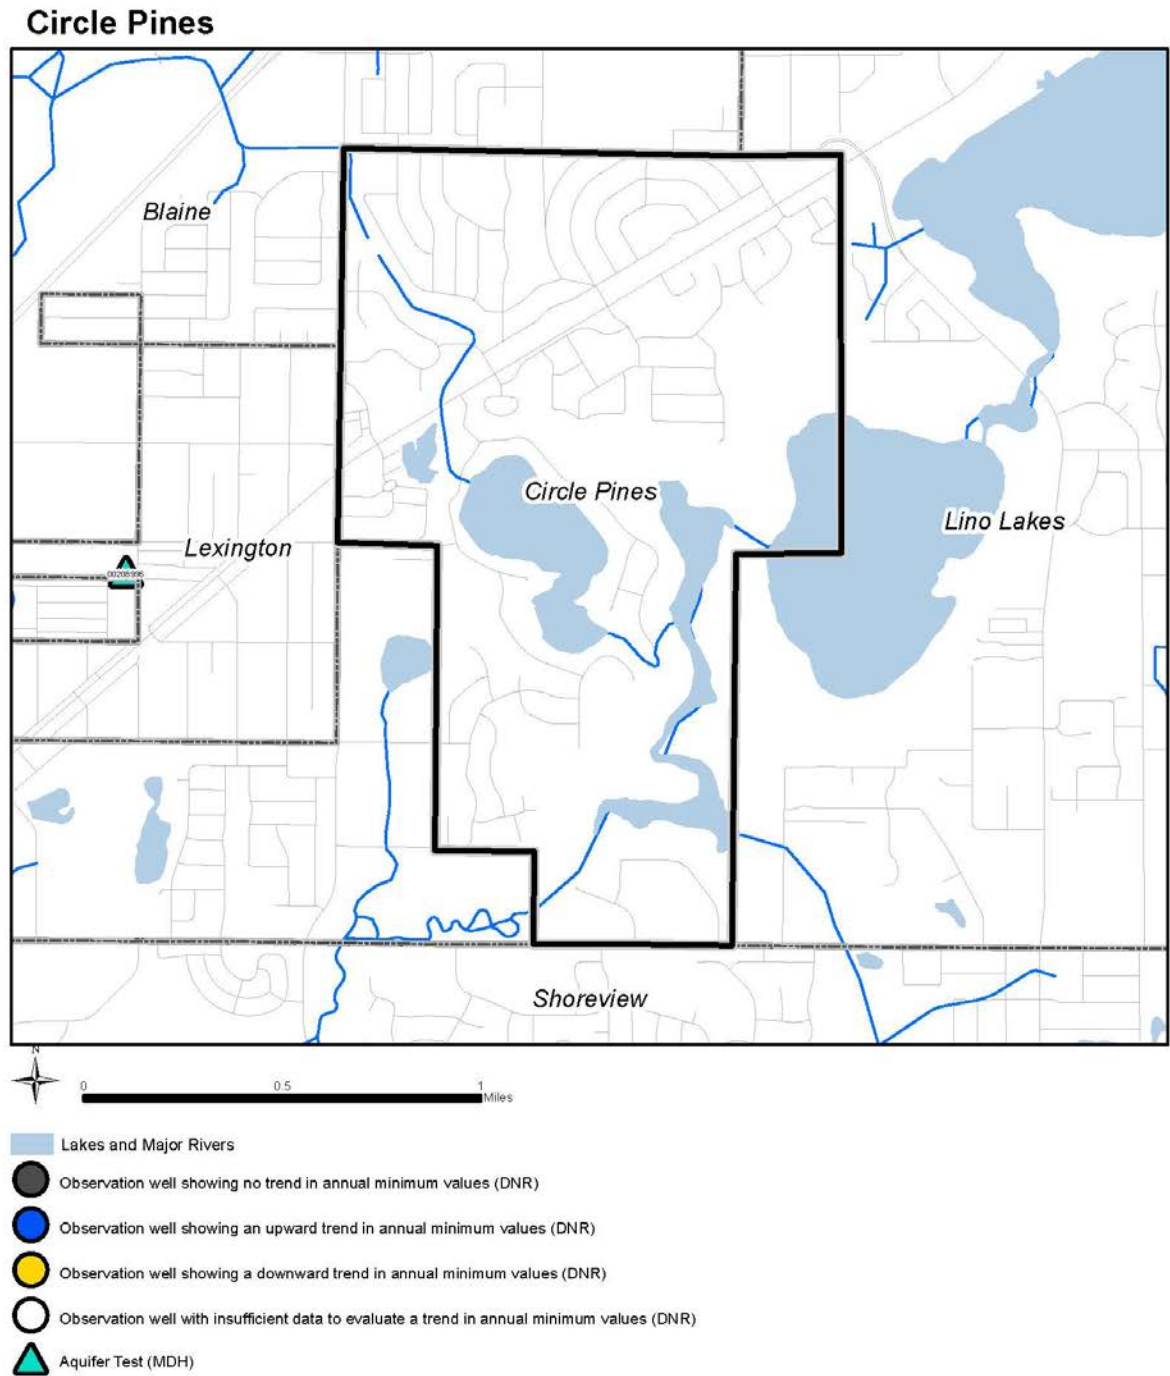 Circle Pines
Blaine
Circle Pines
Lino Lakes
Lexington
00208995
Shoreview
N
0 0.5 1
Miles
Lakes and Major Rivers
Observation well showing no trend in annual minimum values (DNR)
Observation well showing an upward trend in annual minimum values (DNR)
Observation well showing a downward trend in annual minimum values (DNR)
Observation well with insufficient data to evaluate a trend in annual minimum values (DNR)
Aquifer Test (MDH)